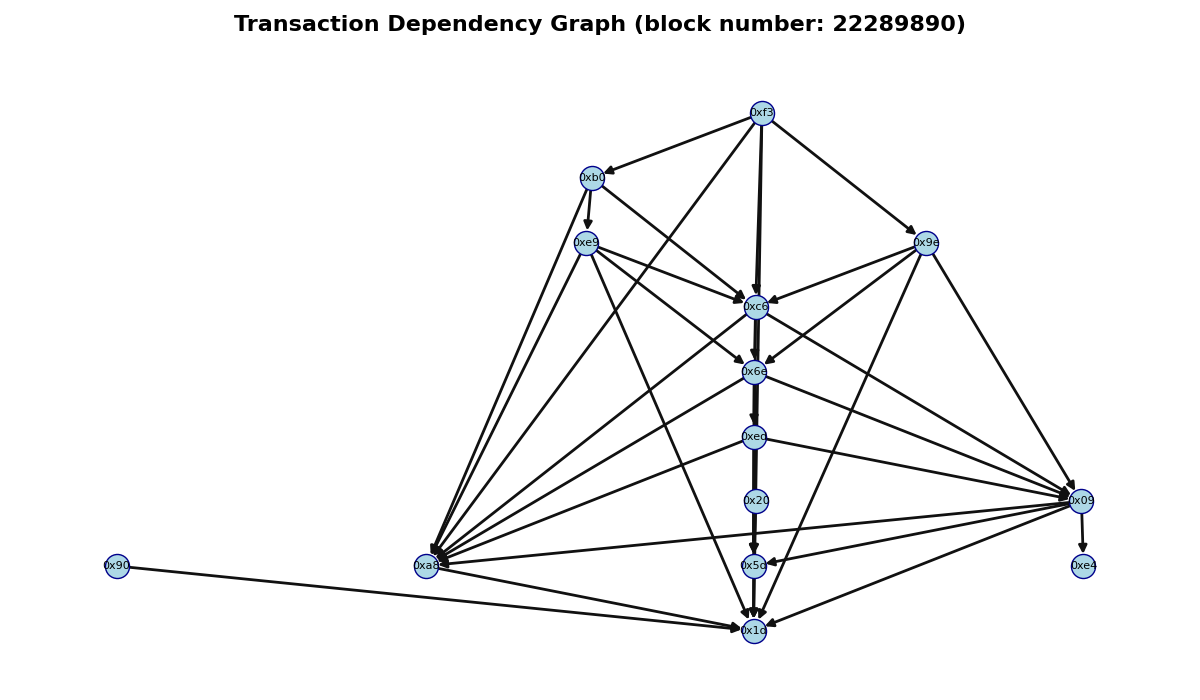 Transaction Dependency Graph (block number: 22289890)
0xf3
0xb0
0xe9
0x9e
0xc6
0x6e
0xed
0x20
0x09
0x90
0xa8
0x5d
0xe4
0x1d